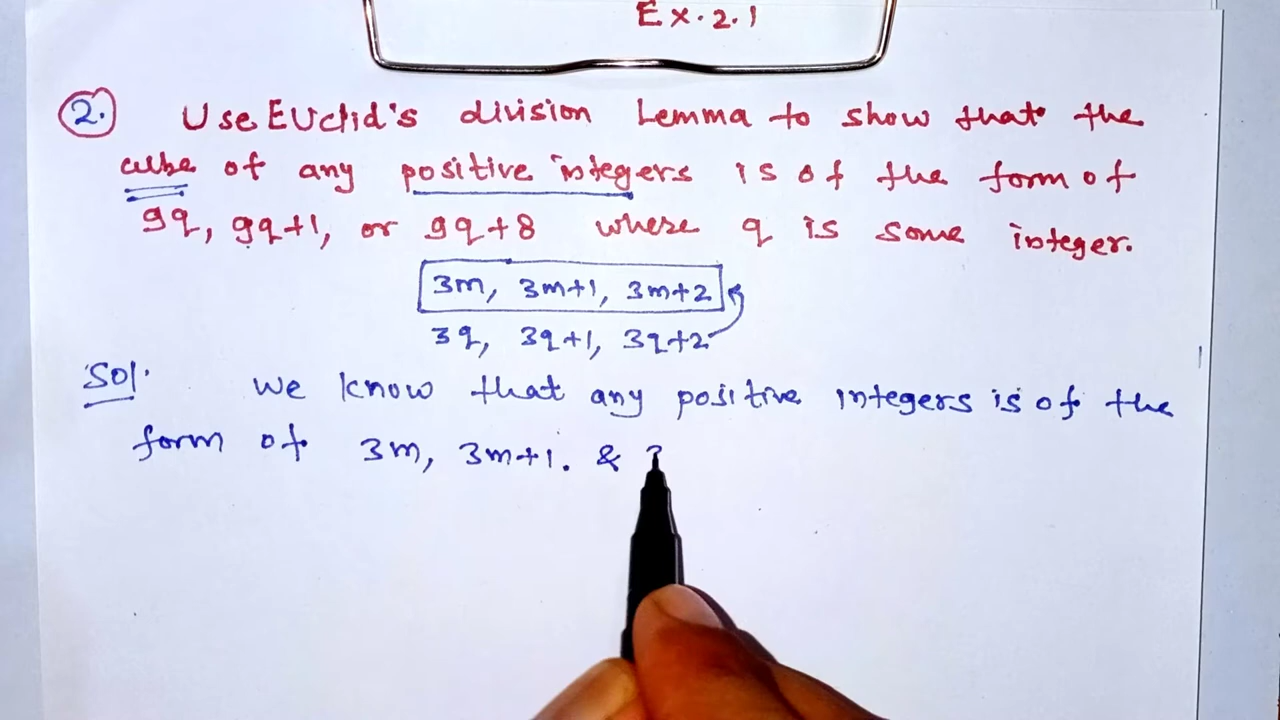 Ex. 2.1
2. Use Euclid's division Lemma to show that the
cube of any positive integers is of the form of
9q, 9q+1, or 9q+8 where q is some integer.
3m, 3m+1, 3m+2
3q, 3q+1, 3q+2
Sol. We know that any positive integers is of the
form of 3m, 3m+1. &